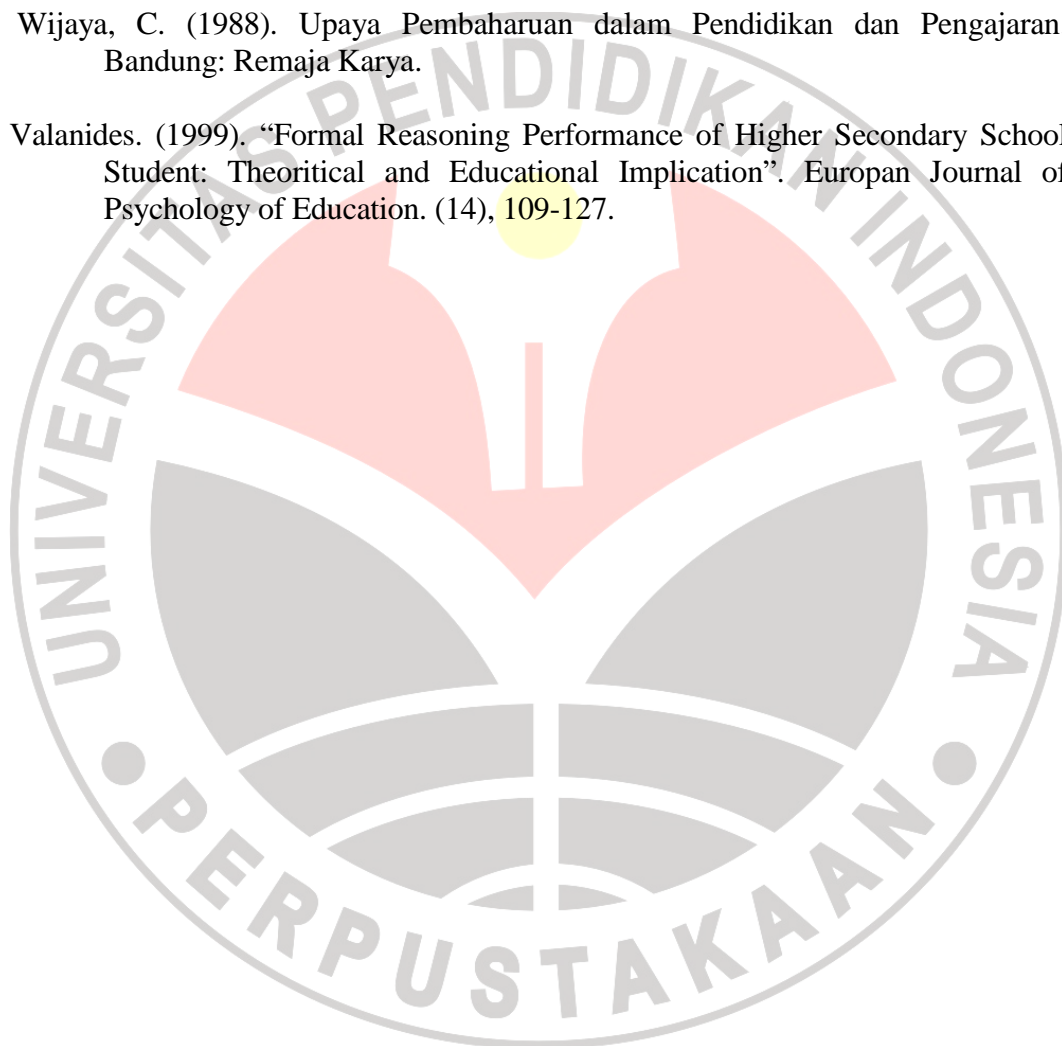 Wijaya, C. (1988). Upaya Pembaharuan dalam Pendidikan dan Pengajaran
Bandung: Remaja Karya.
Valanides. (1999). “Formal Reasoning Performance of Higher Secondary School
Student: Theoritical and Educational Implication”. Europan Journal of
Psychology of Education. (14), 109-127.
UNIVERSITAS PENDIDIKAN INDONESIA
PERPUSTAKAAN